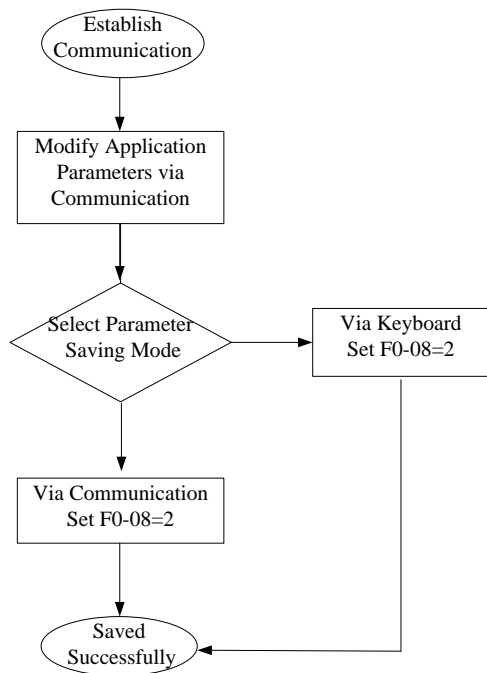 Establish
Communication
Modify Application
Parameters via
Communication
Select Parameter
Saving Mode
Via Keyboard
Set F0-08=2
Via Communication
Set F0-08=2
Saved
Successfully